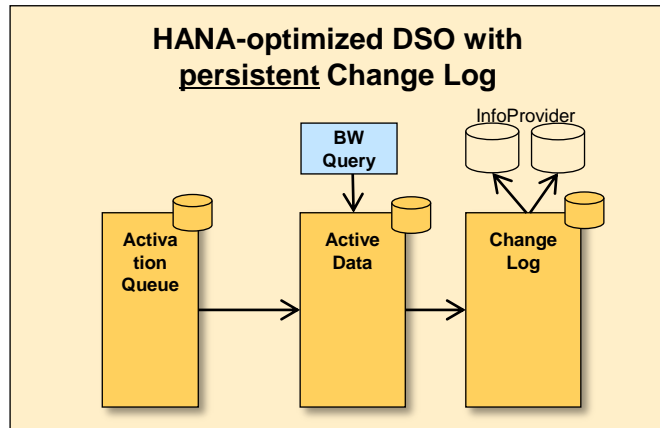 HANA-optimized DSO with
persistent Change Log
InfoProvider
BW
Query
Activa
tion
Queue
Active
Data
Change
Log